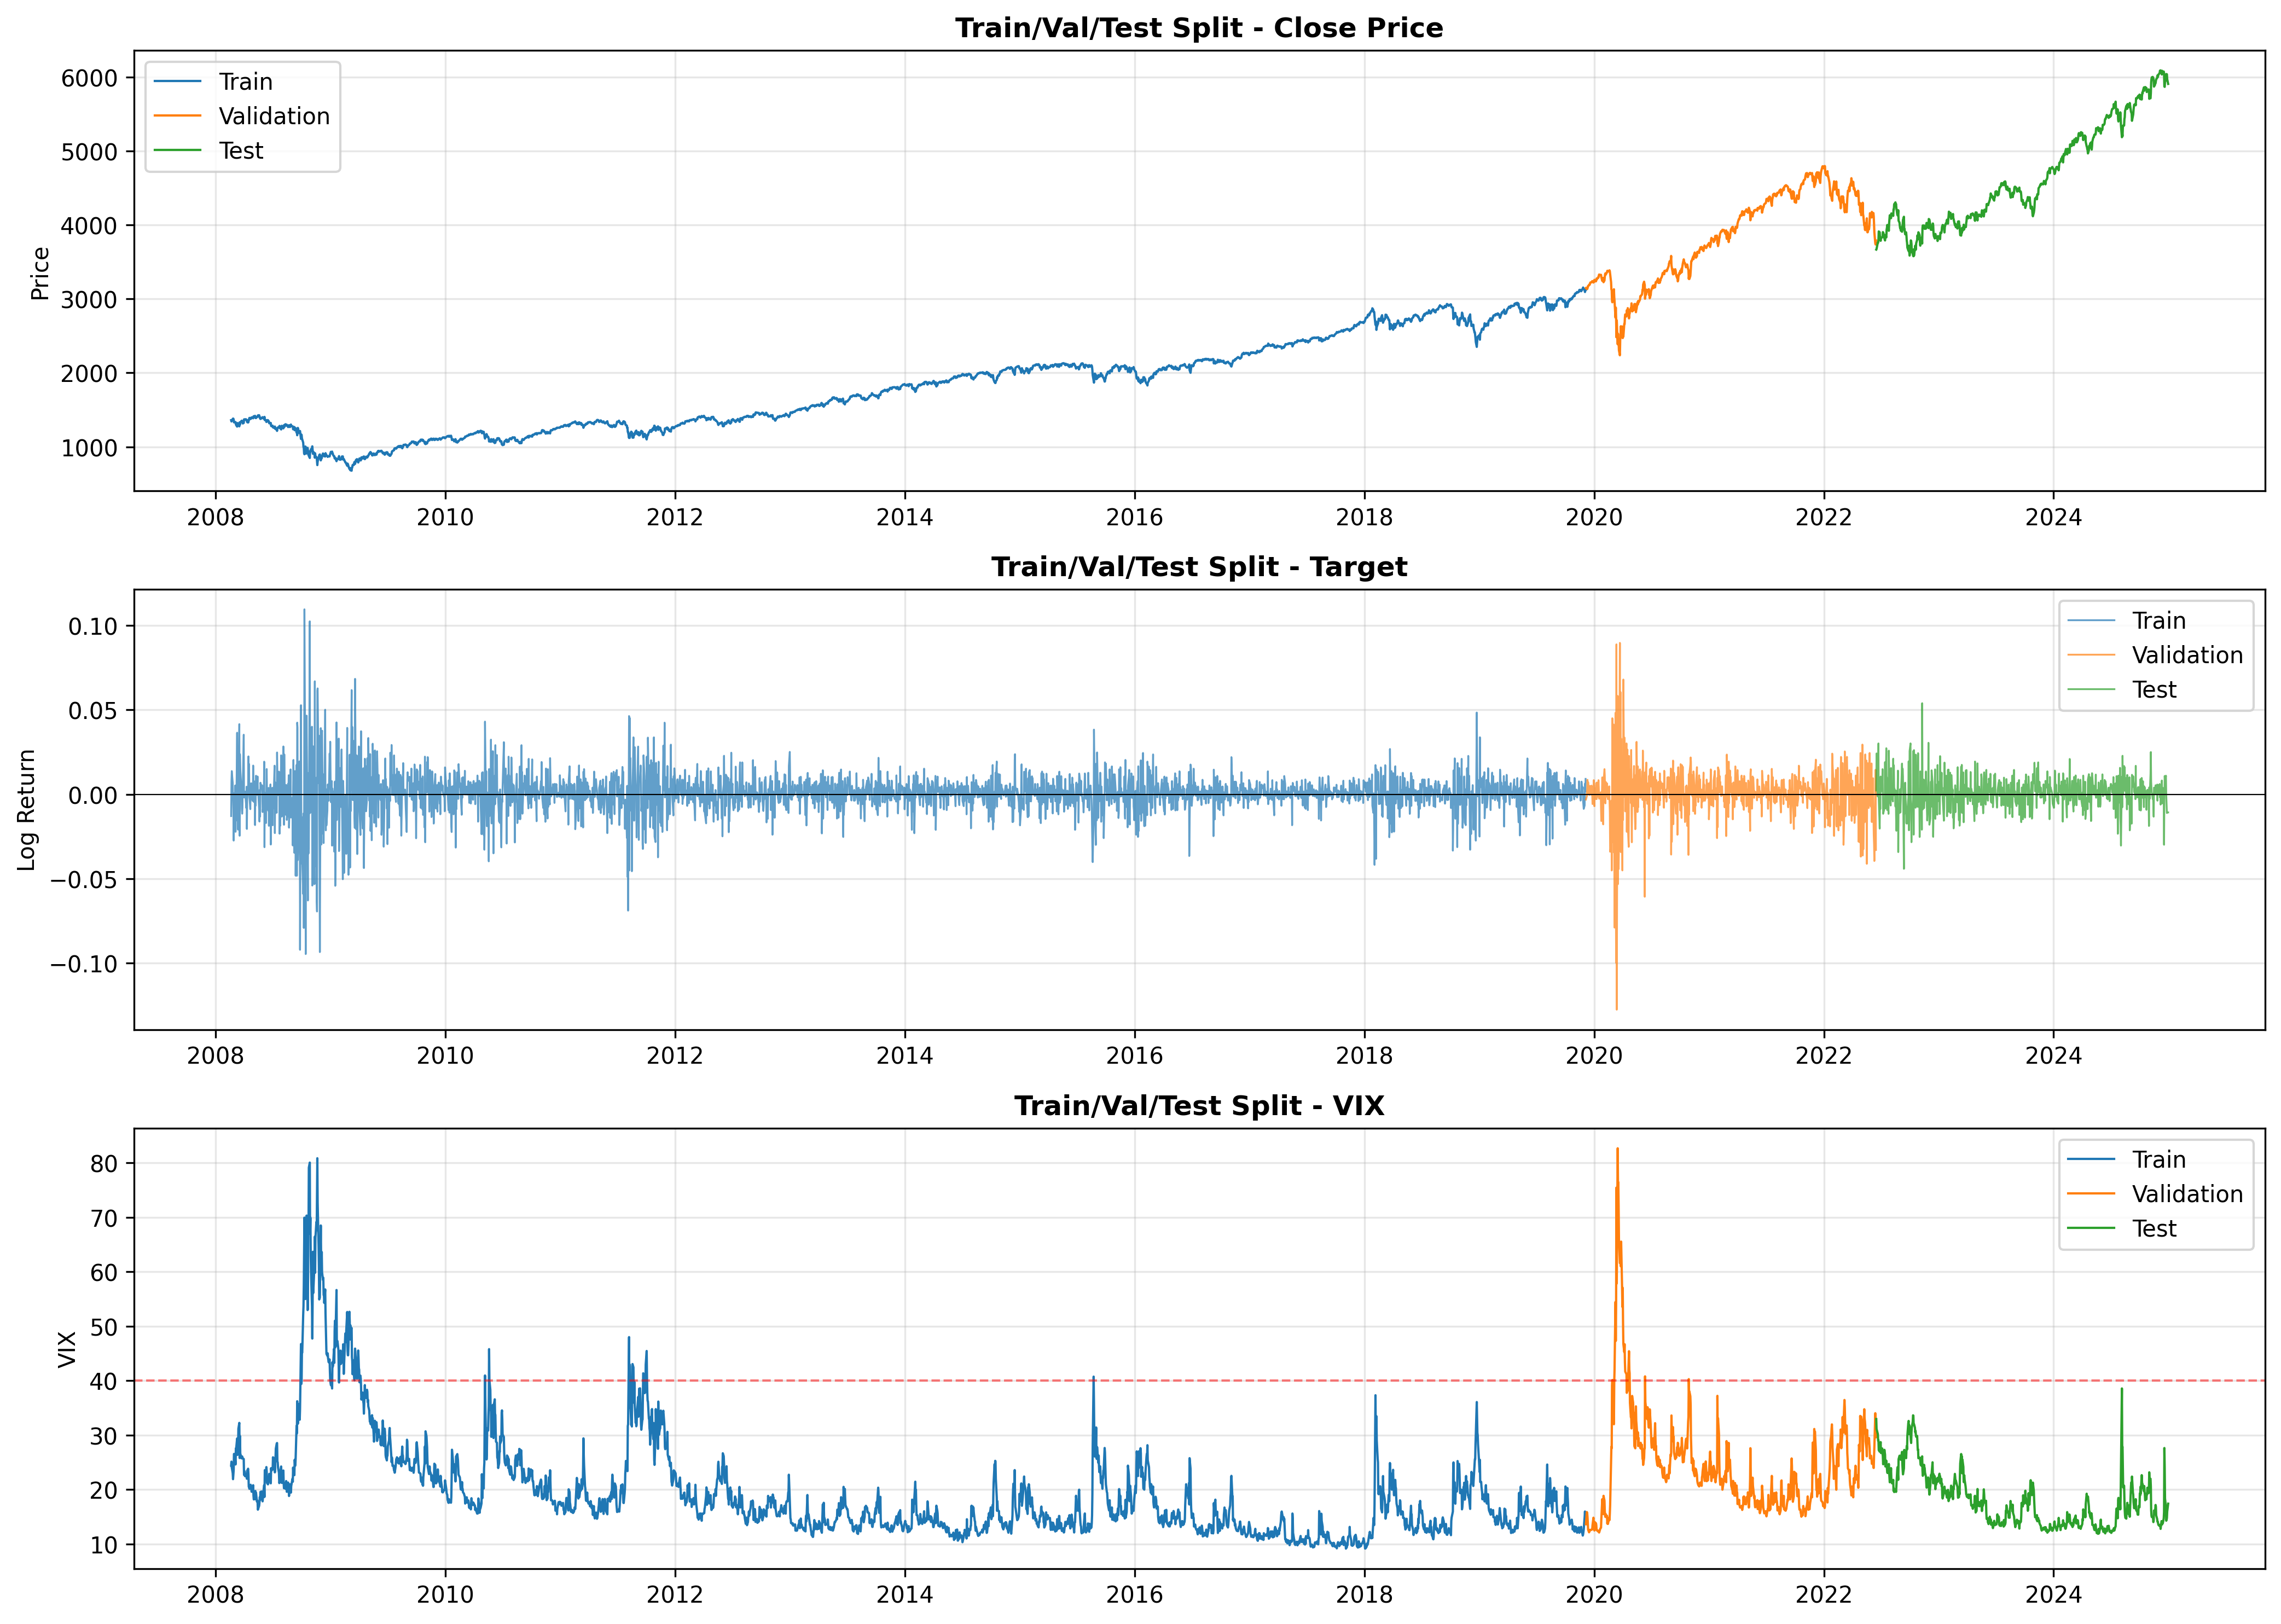 Train/Val/Test Split - Close Price
Train
Validation
Test
Price
6000
5000
4000
3000
2000
1000
2008 2010 2012 2014 2016 2018 2020 2022 2024
Train/Val/Test Split - Target
Train
Validation
Test
Log Return
0.10
0.05
0.00
−0.05
−0.10
2008 2010 2012 2014 2016 2018 2020 2022 2024
Train/Val/Test Split - VIX
Train
Validation
Test
VIX
80
70
60
50
40
30
20
10
2008 2010 2012 2014 2016 2018 2020 2022 2024